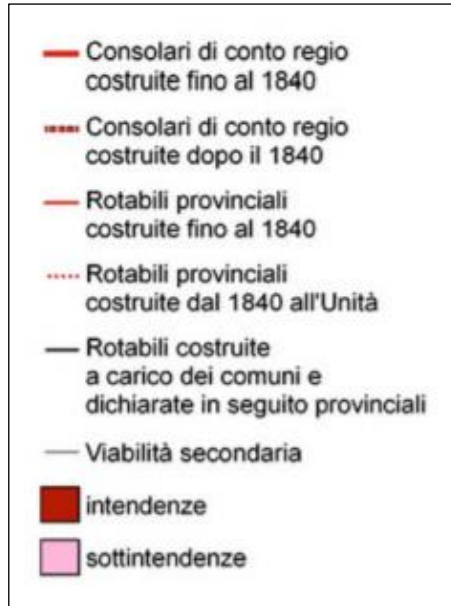 Consolari di conto regio
costruite fino al 1840
Consolari di conto regio
costruite dopo il 1840
Rotabili provinciali
costruite fino al 1840
Rotabili provinciali
costruite dal 1840 all'Unità
Rotabili costruite
a carico dei comuni e
dichiarate in seguito provinciali
Viabilità secondaria
intendenze
sottintendenze